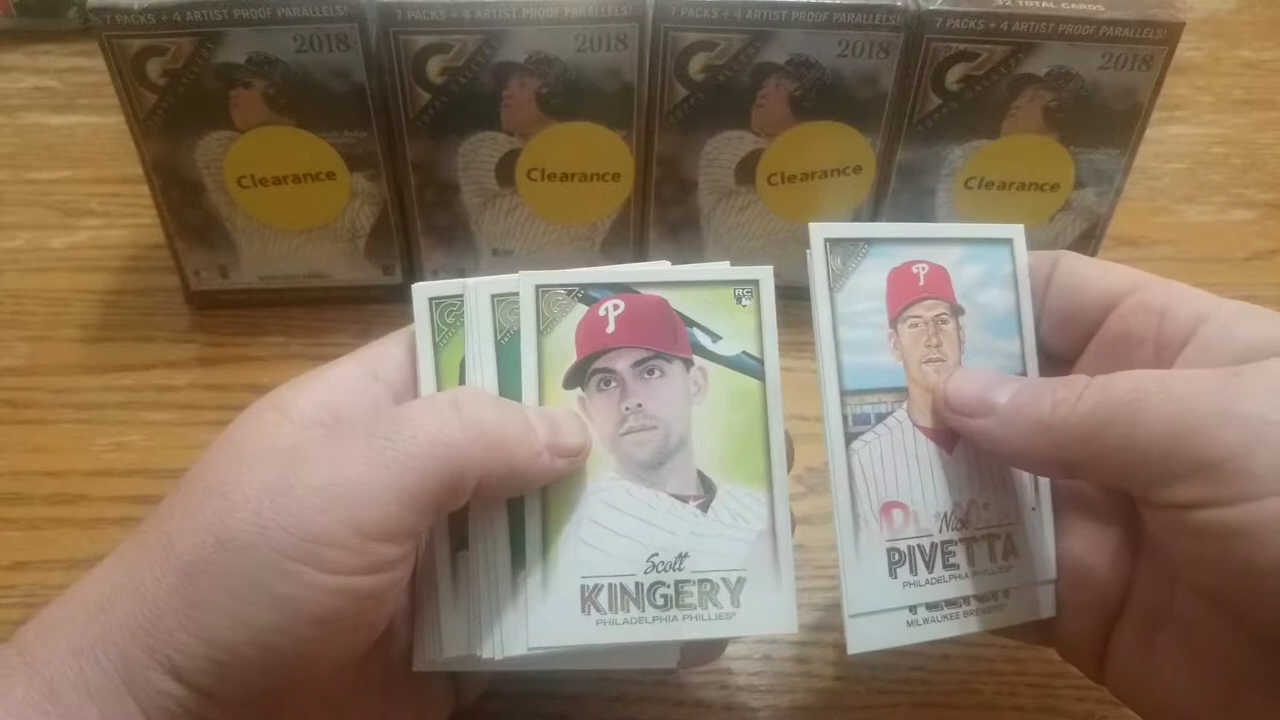 7 PACKS + 4 ARTIST PROOF PARALLELS!
7 PACKS + 4 ARTIST PROOF PARALLELS!
7 PACKS + 4 ARTIST PROOF PARALLELS!
32 TOTAL CARDS
7 PACKS + 4 ARTIST PROOF PARALLELS!
2018
2018
2018
2018
Clearance
Clearance
Clearance
Clearance
P
RC
Scott
KINGERY
PHILADELPHIA PHILLIES
P
Nick
PIVETTA
PHILADELPHIA PHILLIES
MILWAUKEE BREWERS